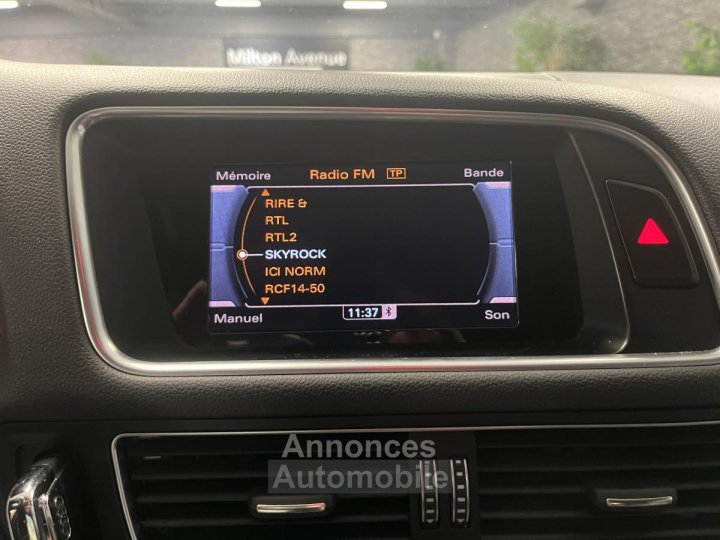 Milton Avenue
Mémoire Radio FM TP Bande
RIRE &
RTL
RTL2
SKYROCK
ICI NORM
RCF14-50
Manuel 11:37 Son
Annonces
Automobile